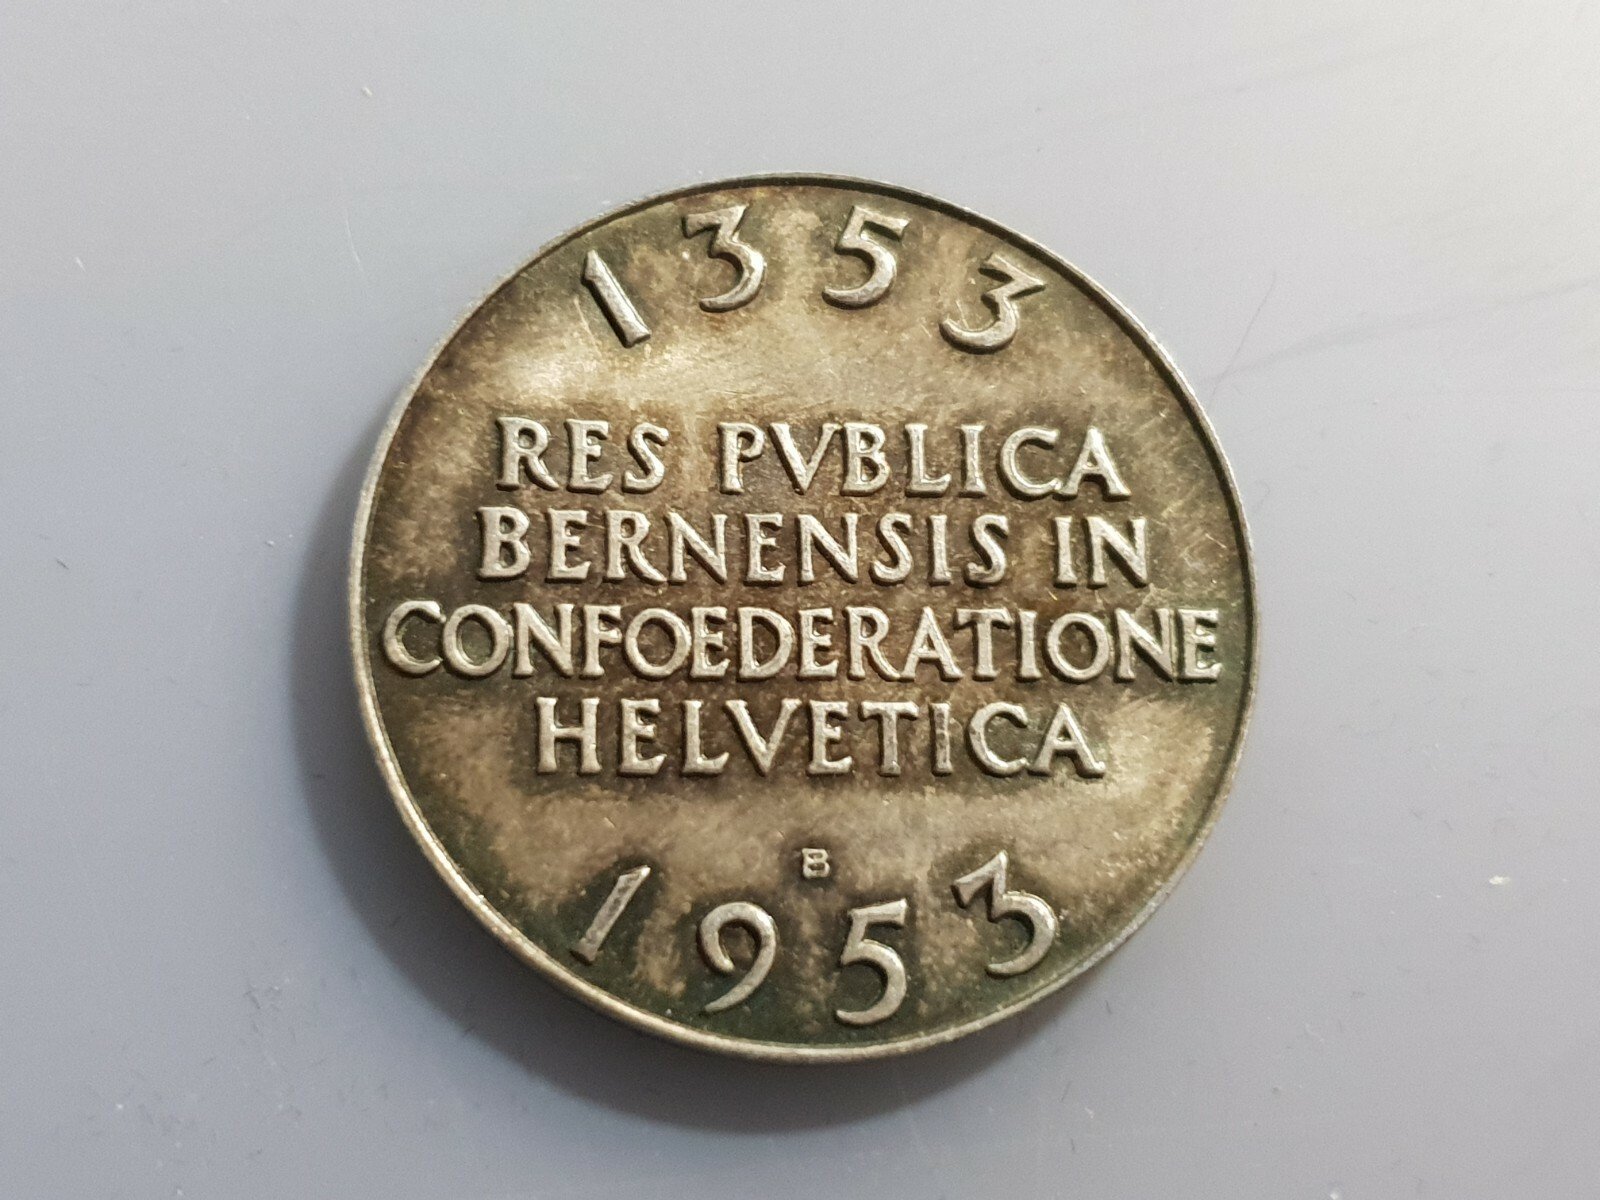 1353
RES PVBLICA
BERNENSIS IN
CONFOEDERATIONE
HELVETICA
B
1953